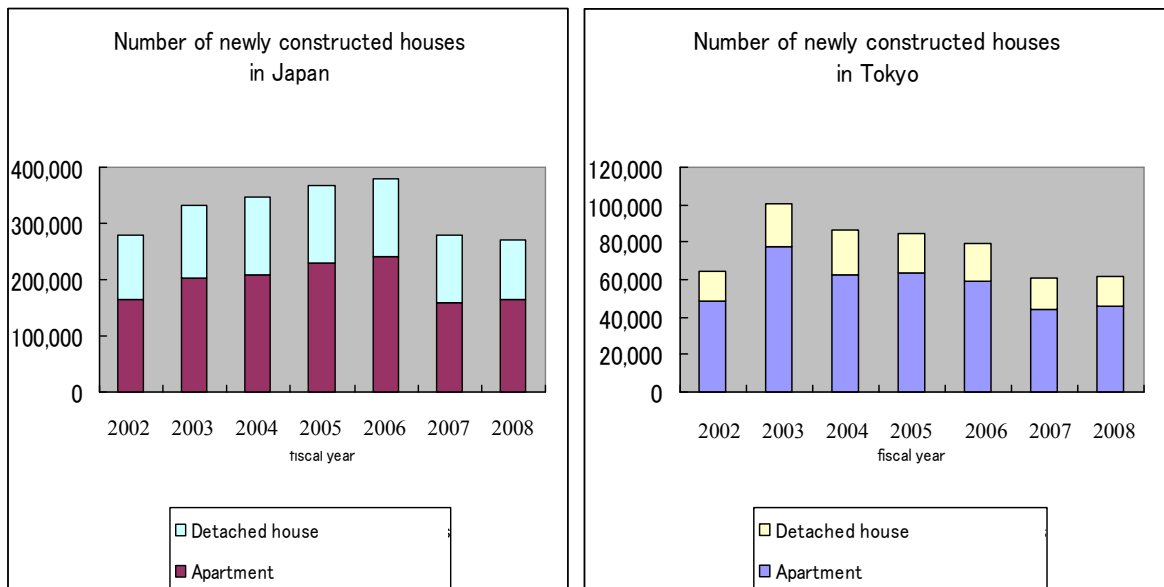 Number of newly constructed houses
in Japan
400,000
300,000
200,000
100,000
0
2002 2003 2004 2005 2006 2007 2008
fiscal year
Detached house
Apartment
Number of newly constructed houses
in Tokyo
120,000
100,000
80,000
60,000
40,000
20,000
0
2002 2003 2004 2005 2006 2007 2008
fiscal year
Detached house
Apartment